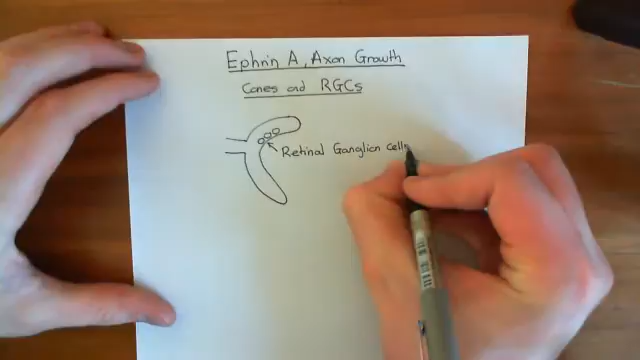 Ephrin A, Axon Growth
Cones and RGCs
Retinal Ganglion Cells